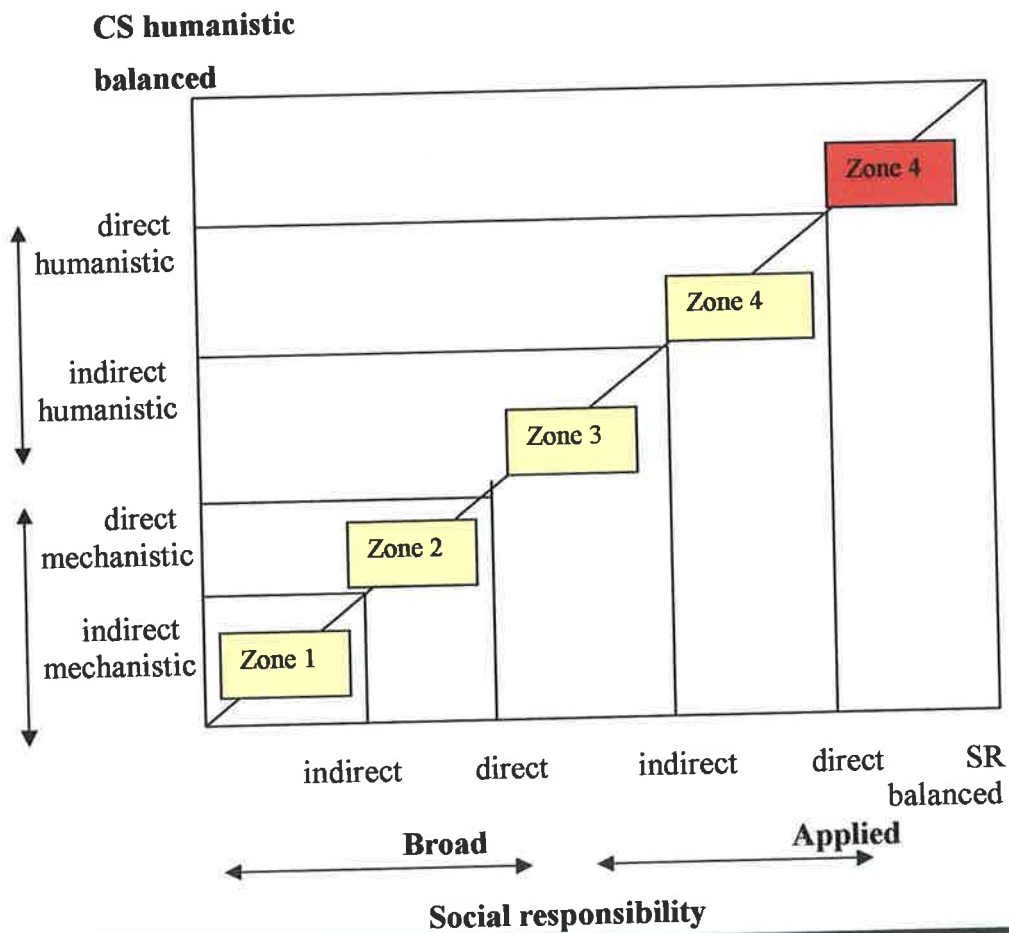 CS humanistic
balanced
Zone 4
direct
humanistic
Zone 4
indirect
humanistic
Zone 3
direct
mechanistic
Zone 2
indirect
mechanistic
Zone 1
indirect
direct
indirect
direct
SR
balanced
Broad
Applied
Social responsibility